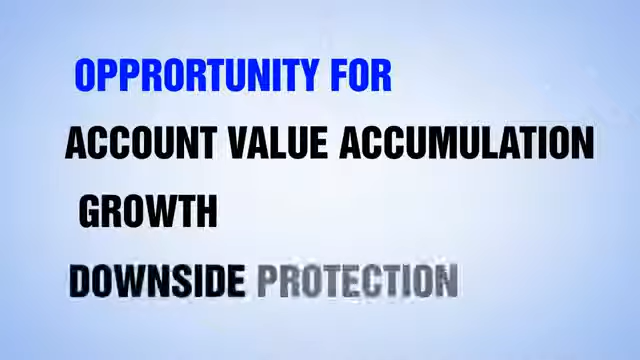 OPPRORTUNITY FOR
ACCOUNT VALUE ACCUMULATION
GROWTH
DOWNSIDE PROTECTION